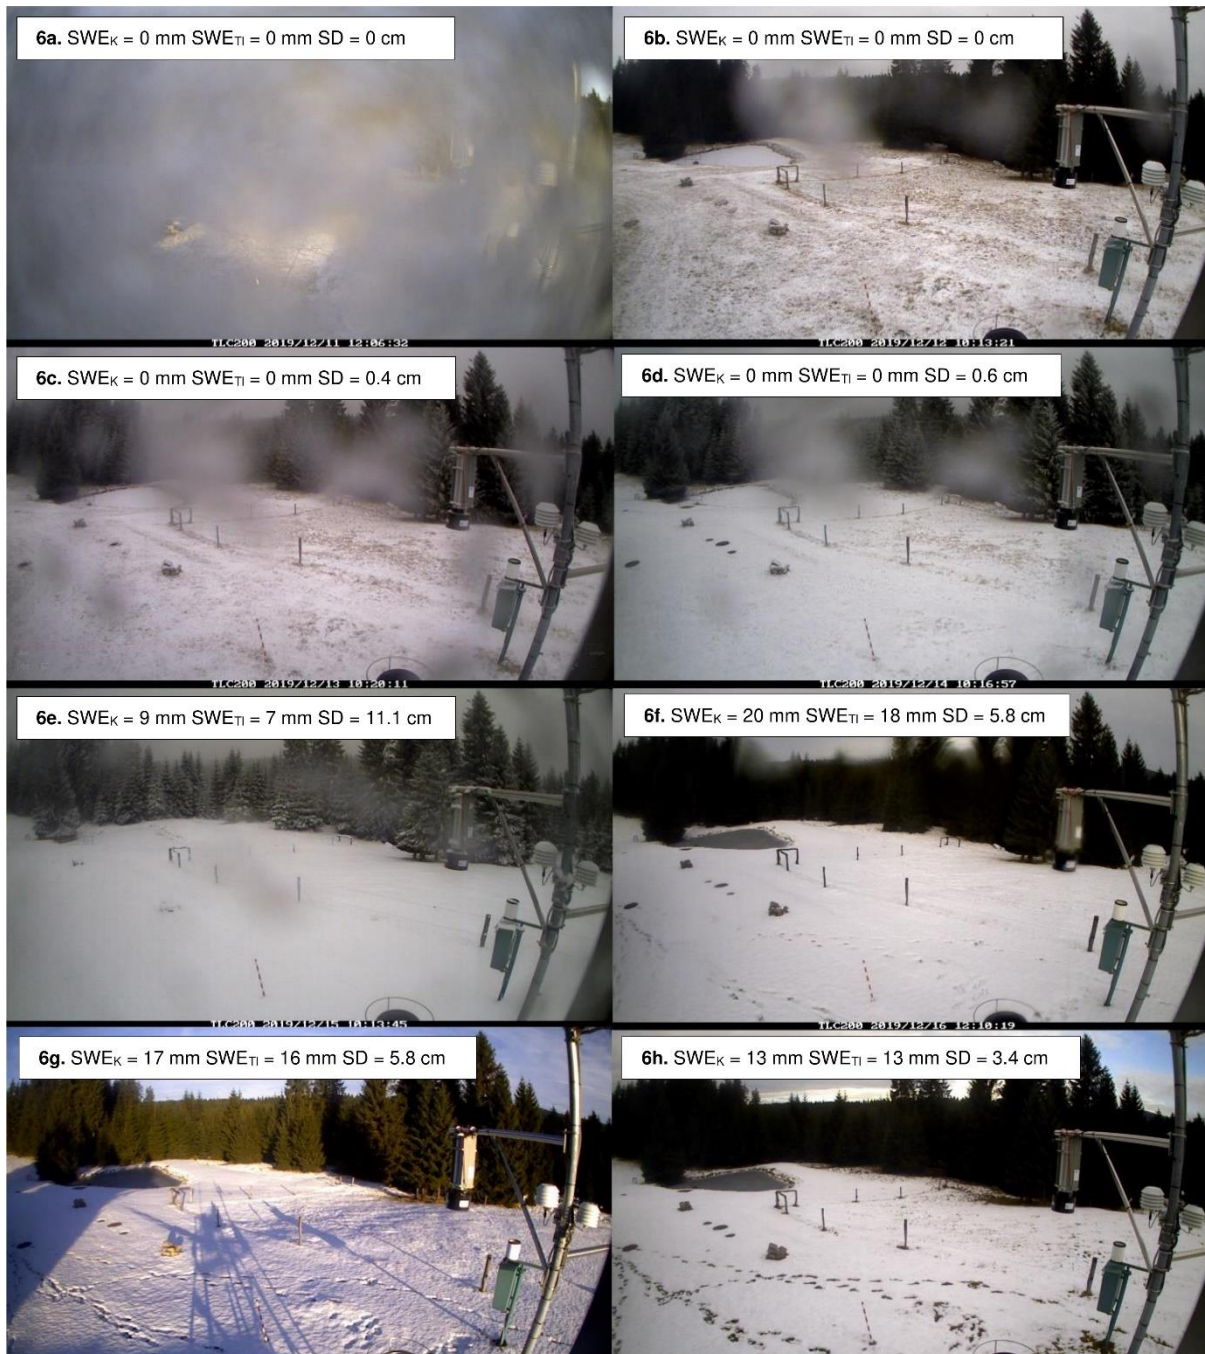 6a. SWEK = 0 mm SWETI = 0 mm SD = 0 cm
6b. SWEK = 0 mm SWETI = 0 mm SD = 0 cm
TLC200 2019/12/11 12:06:32
TLC200 2019/12/12 10:13:21
6c. SWEK = 0 mm SWETI = 0 mm SD = 0.4 cm
6d. SWEK = 0 mm SWETI = 0 mm SD = 0.6 cm
TLC200 2019/12/13 10:20:11
TLC200 2019/12/14 10:16:57
6e. SWEK = 9 mm SWETI = 7 mm SD = 11.1 cm
6f. SWEK = 20 mm SWETI = 18 mm SD = 5.8 cm
TLC200 2019/12/15 10:13:45
TLC200 2019/12/16 12:10:19
6g. SWEK = 17 mm SWETI = 16 mm SD = 5.8 cm
6h. SWEK = 13 mm SWETI = 13 mm SD = 3.4 cm